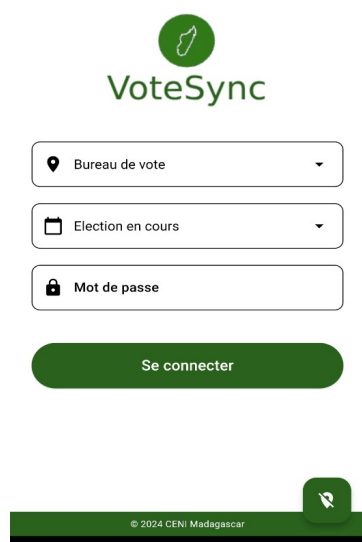 VoteSync
Bureau de vote
Election en cours
Mot de passe
Se connecter
© 2024 CENI Madagascar